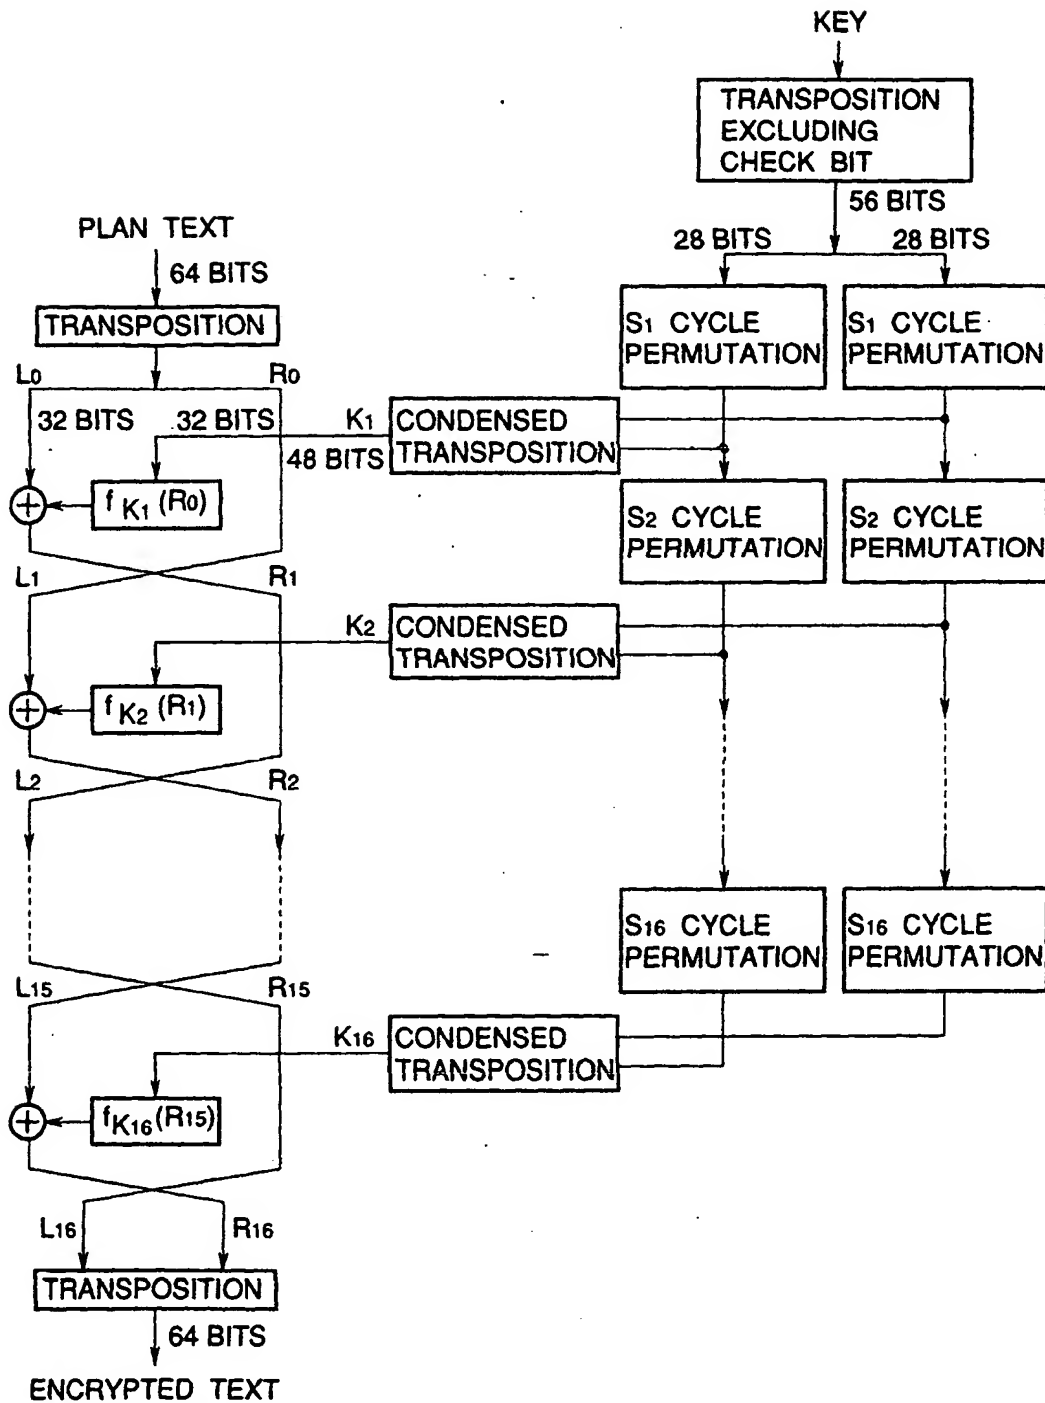 KEY
TRANSPOSITION
EXCLUDING
CHECK BIT
56 BITS
28 BITS 28 BITS
PLAN TEXT
64 BITS
TRANSPOSITION
S1 CYCLE
PERMUTATION
S1 CYCLE
PERMUTATION
L0 R0
32 BITS 32 BITS
K1
48 BITS
CONDENSED
TRANSPOSITION
fK1 (R0)
S2 CYCLE
PERMUTATION
S2 CYCLE
PERMUTATION
L1 R1
K2
CONDENSED
TRANSPOSITION
fK2 (R1)
L2 R2
S16 CYCLE
PERMUTATION
S16 CYCLE
PERMUTATION
L15 R15
K16
CONDENSED
TRANSPOSITION
fK16(R15)
L16 R16
TRANSPOSITION
64 BITS
ENCRYPTED TEXT